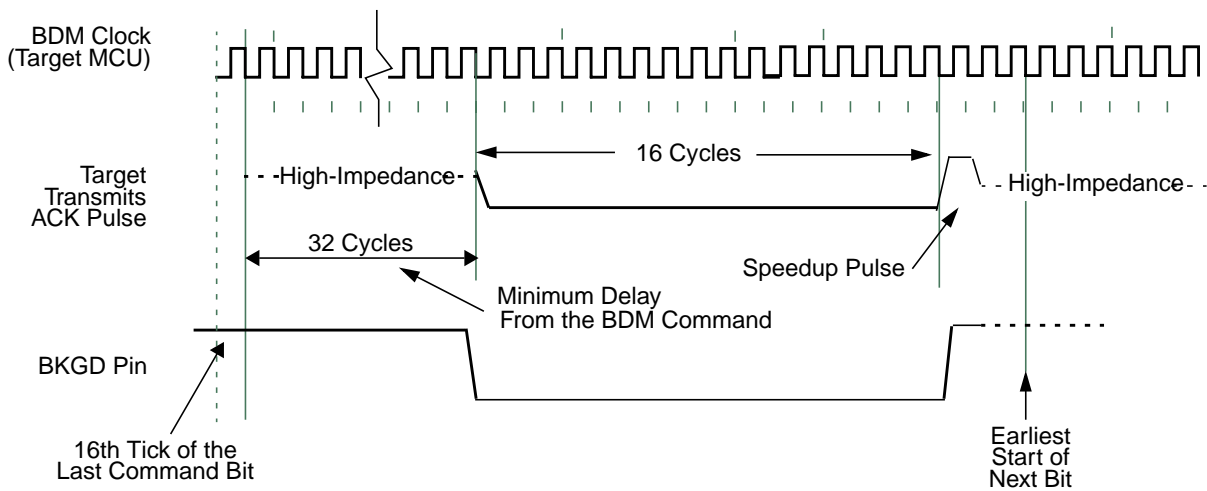 BDM Clock
(Target MCU)
16 Cycles
Target
Transmits
ACK Pulse
High-Impedance
High-Impedance
32 Cycles
Speedup Pulse
Minimum Delay
From the BDM Command
BKGD Pin
16th Tick of the
Last Command Bit
Earliest
Start of
Next Bit